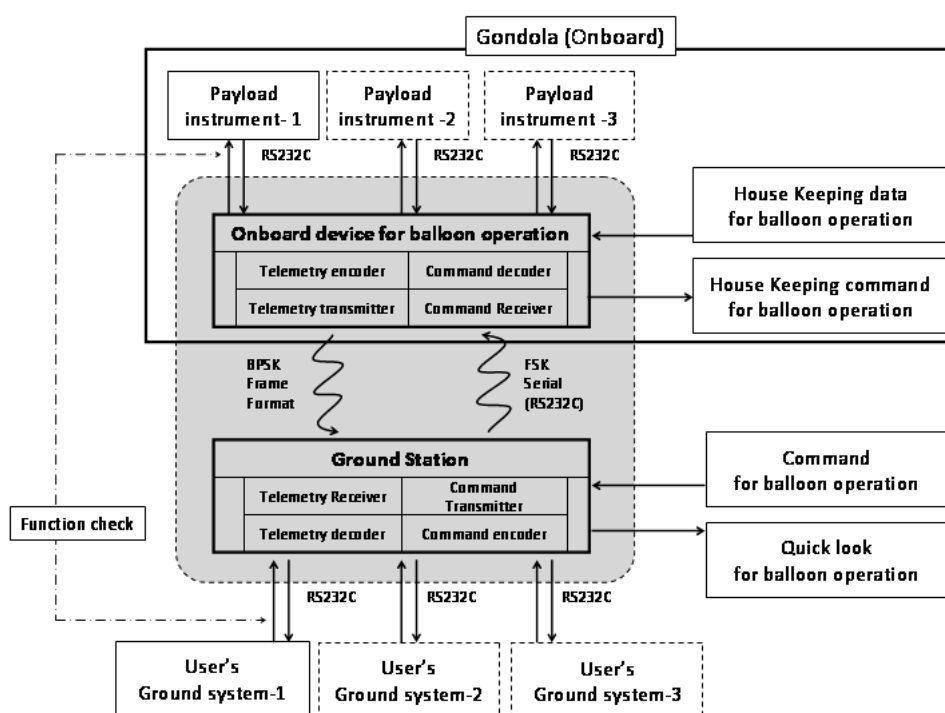 Gondola (Onboard)
Payload
instrument- 1
Payload
instrument -2
Payload
instrument -3
RS232C
RS232C
RS232C
House Keeping data
for balloon operation
Onboard device for balloon operation
Telemetry encoder
Command decoder
Telemetry transmitter
Command Receiver
House Keeping command
for balloon operation
BPSK
Frame
Format
FSK
Serial
(RS232C)
Ground Station
Telemetry Receiver
Command
Transmitter
Telemetry decoder
Command encoder
Command
for balloon operation
Function check
Quick look
for balloon operation
RS232C
RS232C
RS232C
User's
Ground system-1
User's
Ground system-2
User's
Ground system-3